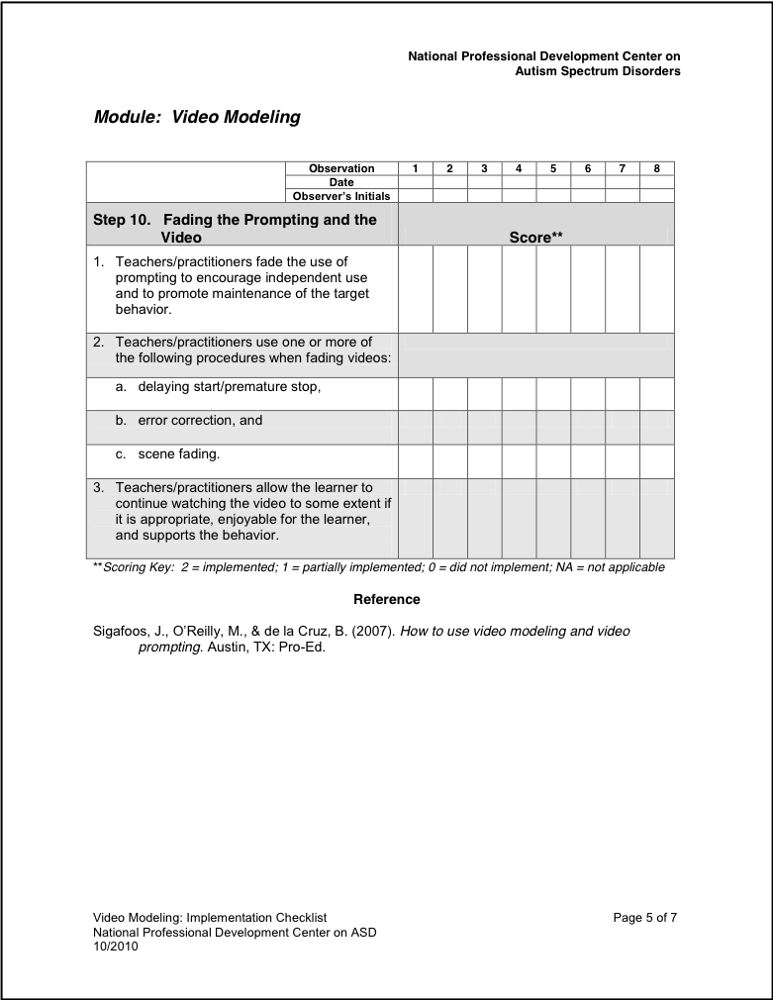 National Professional Development Center on
Autism Spectrum Disorders
Module:  Video Modeling
Observation 1 2 3 4 5 6 7 8
Date
Observer's Initials
Step 10.   Fading the Prompting and the
Video
Score**
1.   Teachers/practitioners fade the use of
prompting to encourage independent use
and to promote maintenance of the target
behavior.
2.   Teachers/practitioners use one or more of
the following procedures when fading videos:
a.   delaying start/premature stop,
b.   error correction, and
c.   scene fading.
3.   Teachers/practitioners allow the learner to
continue watching the video to some extent if
it is appropriate, enjoyable for the learner,
and supports the behavior.
**Scoring Key:  2 = implemented; 1 = partially implemented; 0 = did not implement; NA = not applicable
Reference
Sigafoos, J., O'Reilly, M., & de la Cruz, B. (2007). How to use video modeling and video
prompting. Austin, TX: Pro-Ed.
Video Modeling: Implementation Checklist
Page 5 of 7
National Professional Development Center on ASD
10/2010